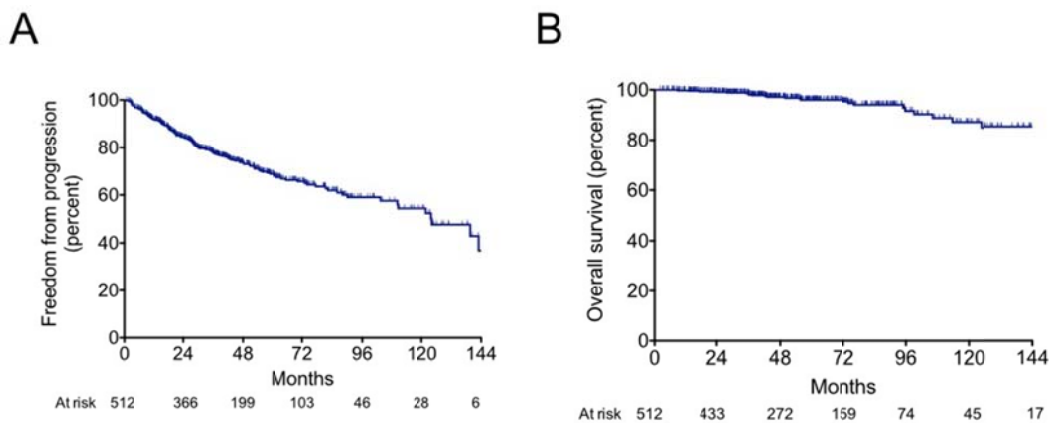 A
Freedom from progression
(percent)
100
80
60
40
20
0
0 24 48 72 96 120 144
Months
At risk 512 366 199 103 46 28 6
B
Overall survival (percent)
100
80
60
40
20
0
0 24 48 72 96 120 144
Months
At risk 512 433 272 159 74 45 17